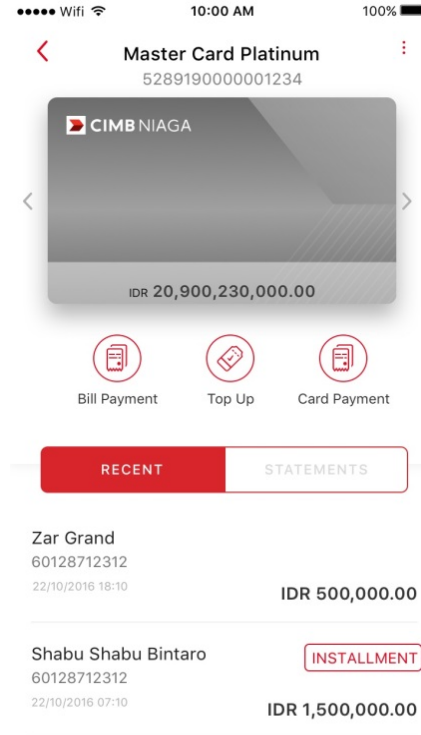 Wifi 10:00 AM 100%
Master Card Platinum
5289190000001234
CIMB NIAGA
IDR 20,900,230,000.00
Bill Payment Top Up Card Payment
RECENT STATEMENTS
Zar Grand
60128712312
22/10/2016 18:10
IDR 500,000.00
Shabu Shabu Bintaro
INSTALLMENT
60128712312
22/10/2016 07:10
IDR 1,500,000.00